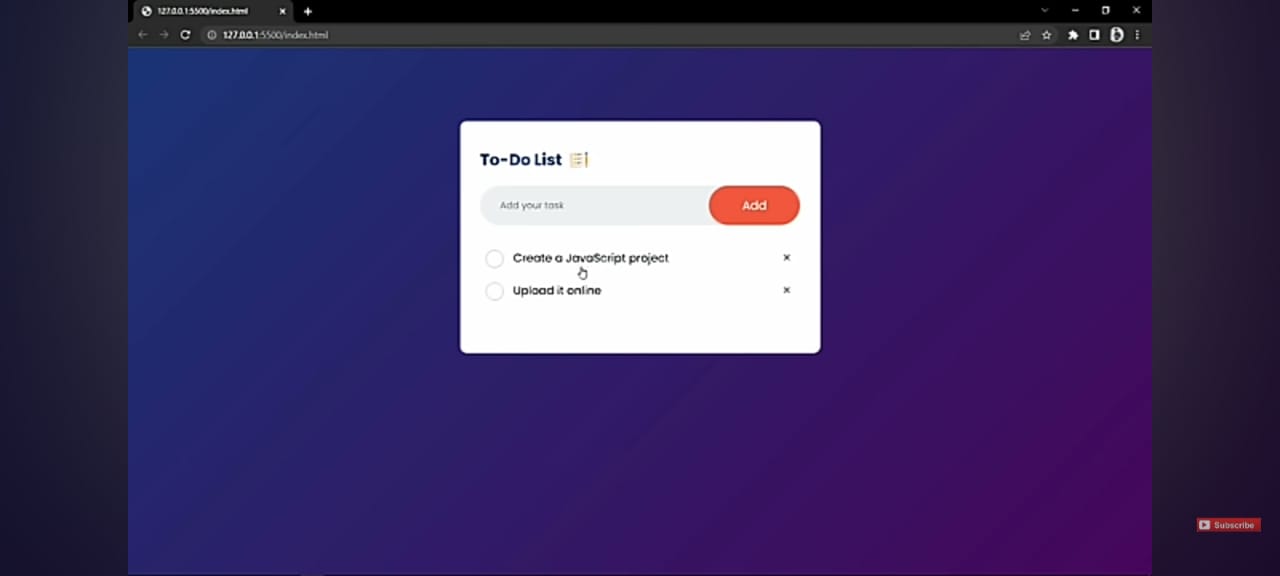 127.0.0.1:5500/index.html
127.0.0.1:5500/index.html
To-Do List
Add your task
Add
Create a JavaScript project
Upload it online
Subscribe